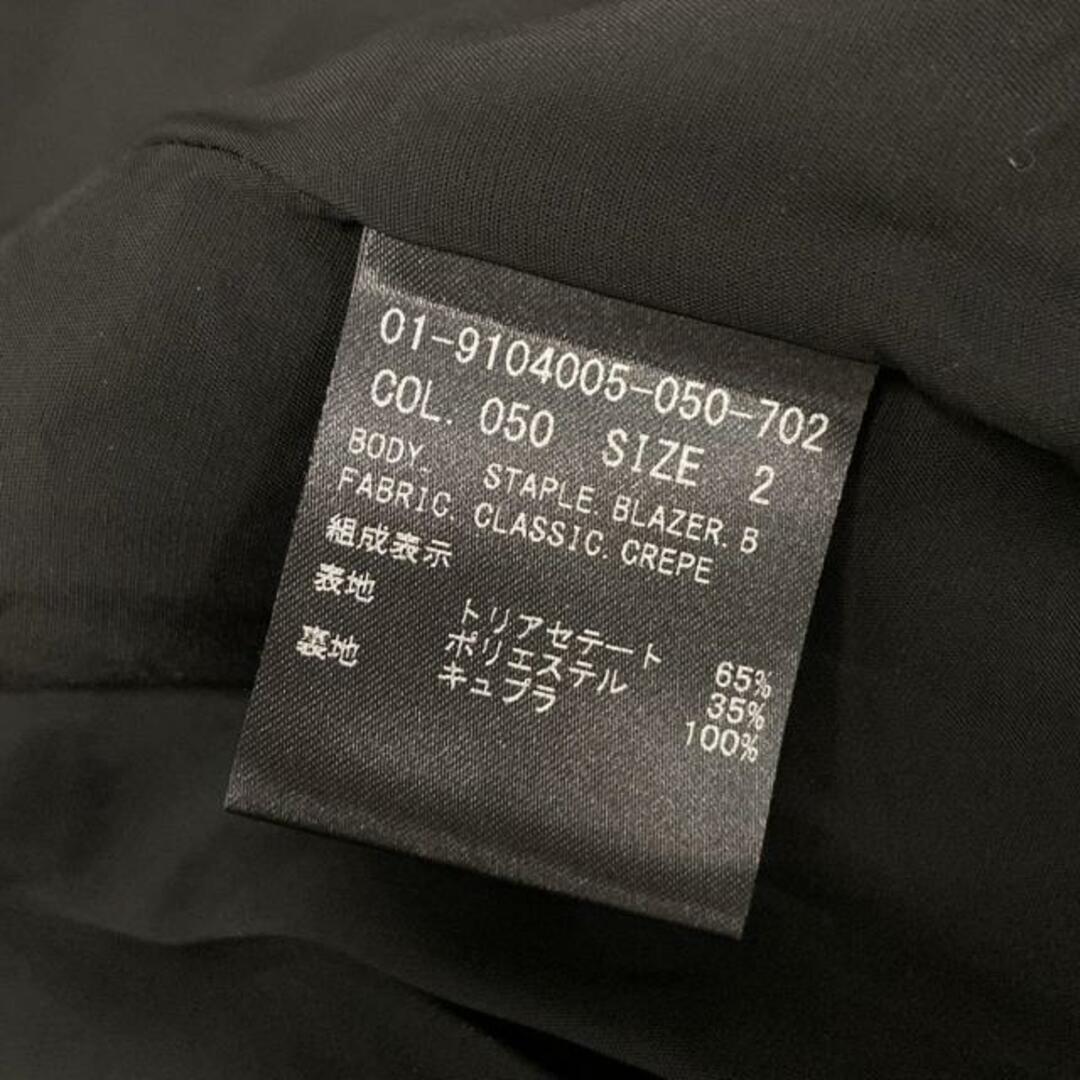 01-9104005-050-702
COL. 050 SIZE 2
BODY. STAPLE. BLAZER. B
FABRIC. CLASSIC. CREPE
組成表示
表地 トリアセテート 65%
ポリエステル 35%
裏地 キュプラ 100%